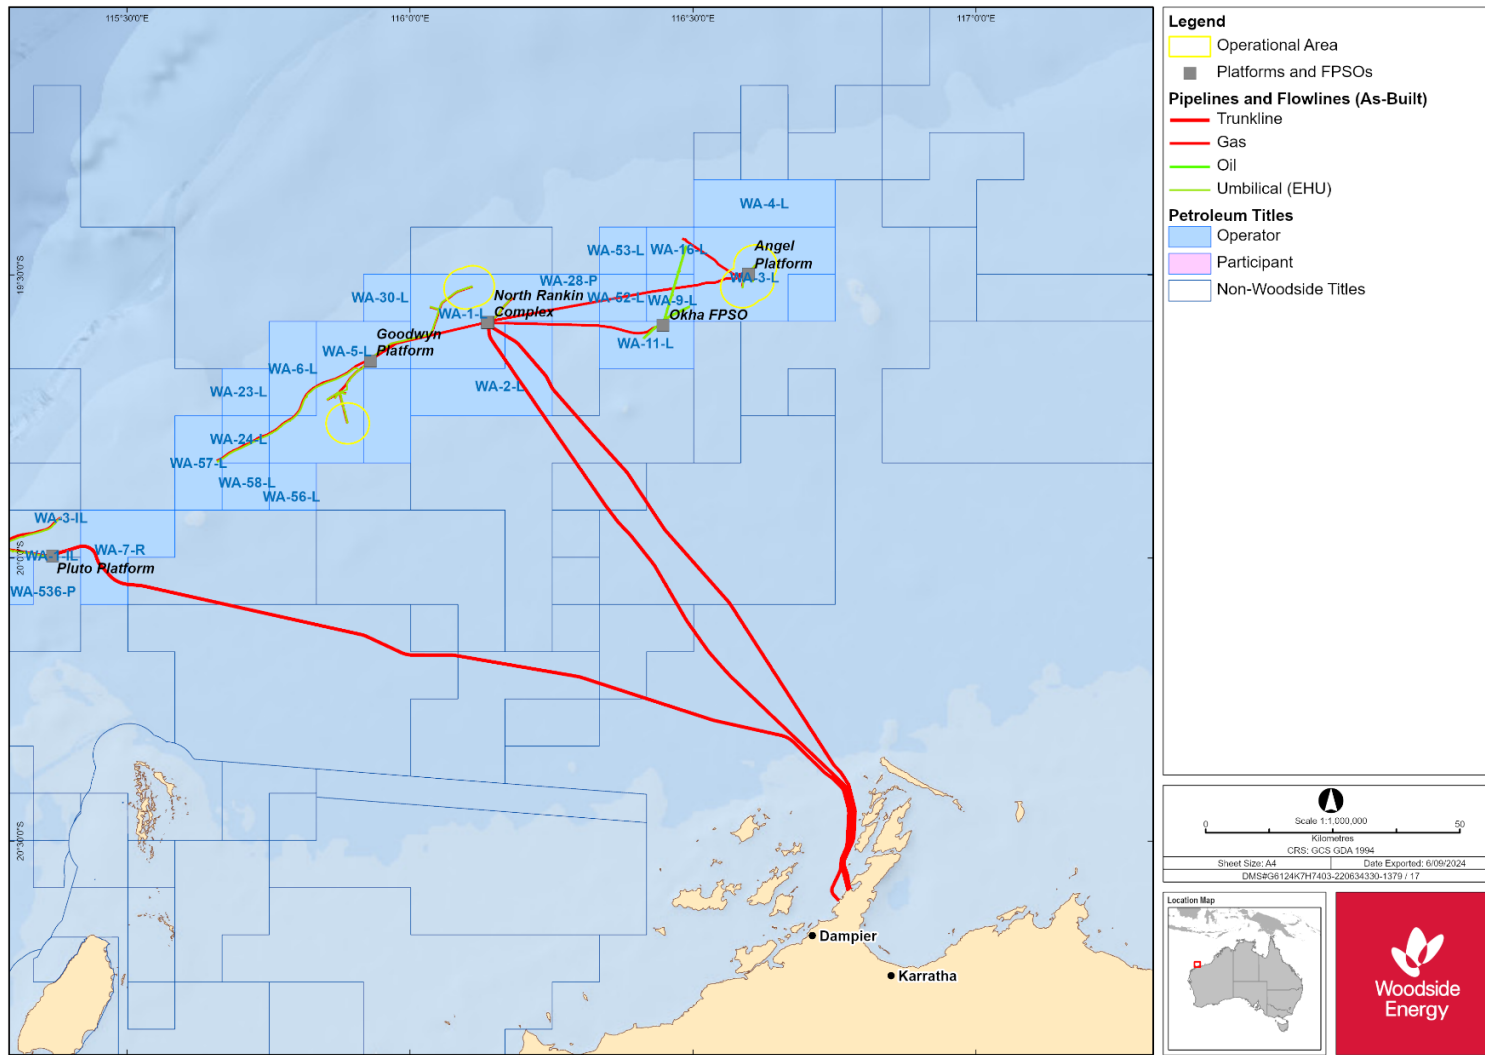 115°30'0"E
116°0'0"E
116°30'0"E
117°0'0"E
19°30'0"S
20°0'0"S
20°30'0"S
WA-4-L
WA-53-L
WA-16-L
Angel
Platform
WA-3-L
WA-28-P
WA-30-L
WA-52-L
WA-9-L
North Rankin
Complex
WA-1-L
Okha FPSO
Goodwyn
Platform
WA-11-L
WA-5-L
WA-6-L
WA-2-L
WA-23-L
WA-24-L
WA-57-L
WA-58-L
WA-56-L
WA-3-IL
WA-7-R
Pluto Platform
WA-536-P
Dampier
Karratha
Legend
Operational Area
Platforms and FPSOs
Pipelines and Flowlines (As-Built)
Trunkline
Gas
Oil
Umbilical (EHU)
Petroleum Titles
Operator
Participant
Non-Woodside Titles
Scale 1:1,000,000
0 50
Kilometres
CRS: GCS GDA 1994
Sheet Size: A4 Date Exported: 6/09/2024
DMS#G6124K7H7403-220634330-1379 / 17
Location Map
Woodside
Energy